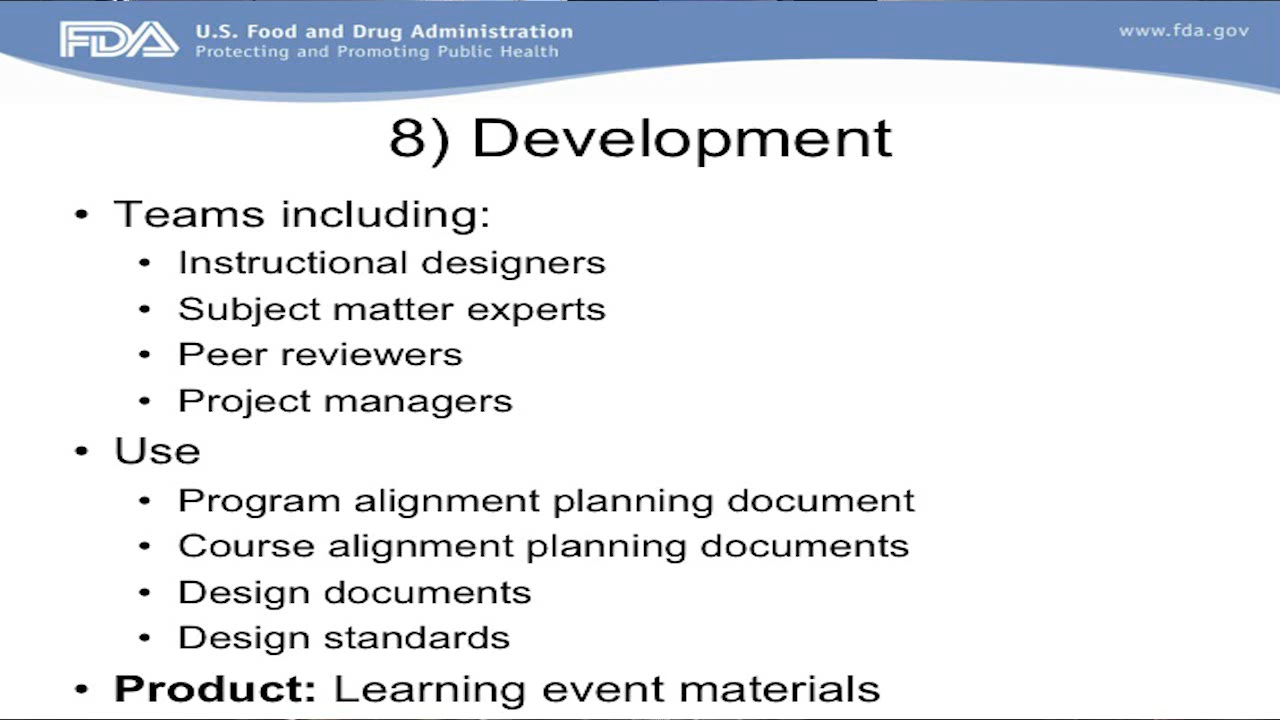 FDA U.S. Food and Drug Administration
Protecting and Promoting Public Health
www.fda.gov
8) Development
• Teams including:
• Instructional designers
• Subject matter experts
• Peer reviewers
• Project managers
• Use
• Program alignment planning document
• Course alignment planning documents
• Design documents
• Design standards
• Product: Learning event materials